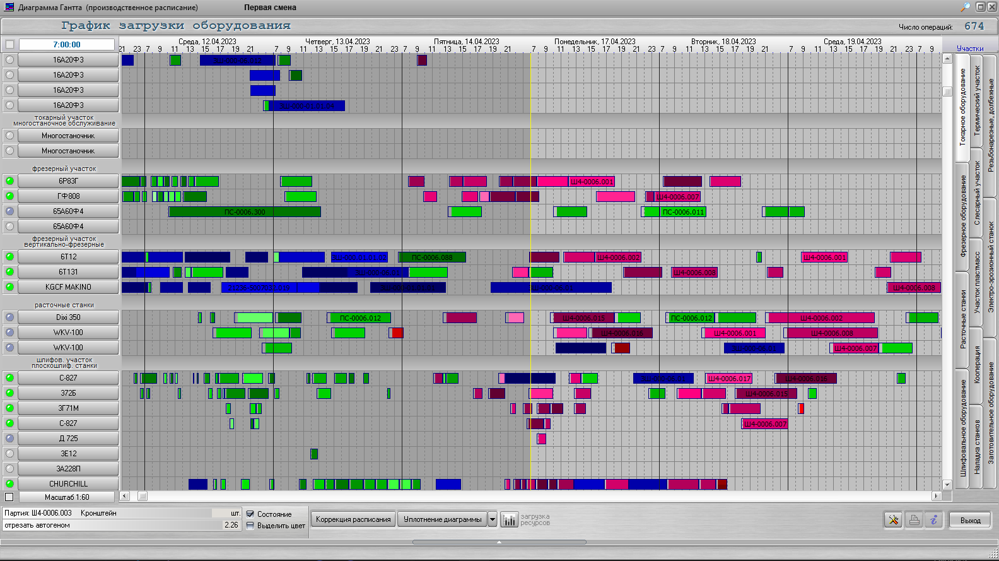 Диаграмма Гантта (производственное расписание) Первая смена
График загрузки оборудования
Число операций: 674
7:00:00
Среда, 12.04.2023 Четверг, 13.04.2023 Пятница, 14.04.2023 Понедельник, 17.04.2023 Вторник, 18.04.2023 Среда, 19.04.2023
21 23 7 9 11 13 15 17 19 21 7 9 11 13 15 17 19 21 23 7 9 11 13 15 17 19 21 7 9 11 13 15 17 19 21 23 7 9 11 13 15 17 19 21 7 9 11 13 15 17 19 21 23 7 9
Участки
16А20Ф3
16А20Ф3
16А20Ф3
16А20Ф3
токарный участок
многостаночное обслуживание
Многостаночник
Многостаночник
фрезерный участок
6Р83Г Ш4-0006.001
ГФ808 Ш4-0006.007
65А60Ф4 ПС-0006.300 ПС-0006.011
65А60Ф4
фрезерный участок
вертикально-фрезерные
6Т12 ЗШ-000.01.01.02 ПС-0006.088 Ш4-0006.002 Ш4-0006.001
6Т131 Ш4-0006.008
KGCF MAKINO 21236-6007032.019 Ш4-0006.008
расточные станки
Dixi 350 ПС-0006.012 Ш4-0006.015 ПС-0006.012 Ш4-0006.002
WKV-100 Ш4-0006.016 Ш4-0006.001 Ш4-0006.008
WKV-100 Ш4-0006.007
шлифов. участок
плоскошлиф. станки
С-827 Ш4-0006.017 Ш4-0006.016
372Б Ш4-0006.015
3Г71М
С-827 Ш4-0006.007
Д 725
3Е12
3А228П
CHURCHILL
Масштаб 1:60
Токарное оборудование
Фрезерное оборудование
Расточные станки
Шлифовальное оборудование
Термический участок
Слесарный участок
Участок пластмасс
Кооперация
Наладка станков
Резьбонарезные, долбежные
Электро-эрозионный станок
Заготовительное оборудование
Партия: Ш4-0006.003 Кронштейн шт.
отрезать автогеном 2.26
Состояние
Выделить цвет
Коррекция расписания
Уплотнение диаграммы
загрузка
ресурсов
Выход